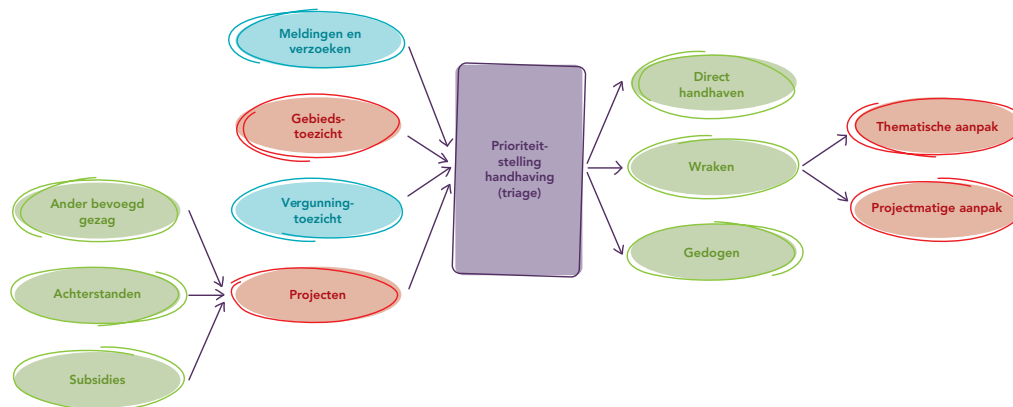 Meldingen en
verzoeken
Gebieds-
toezicht
Vergunning-
toezicht
Projecten
Ander bevoegd
gezag
Achterstanden
Subsidies
Prioriteit-
stelling
handhaving
(triage)
Direct
handhaven
Wraken
Gedogen
Thematische aanpak
Projectmatige aanpak